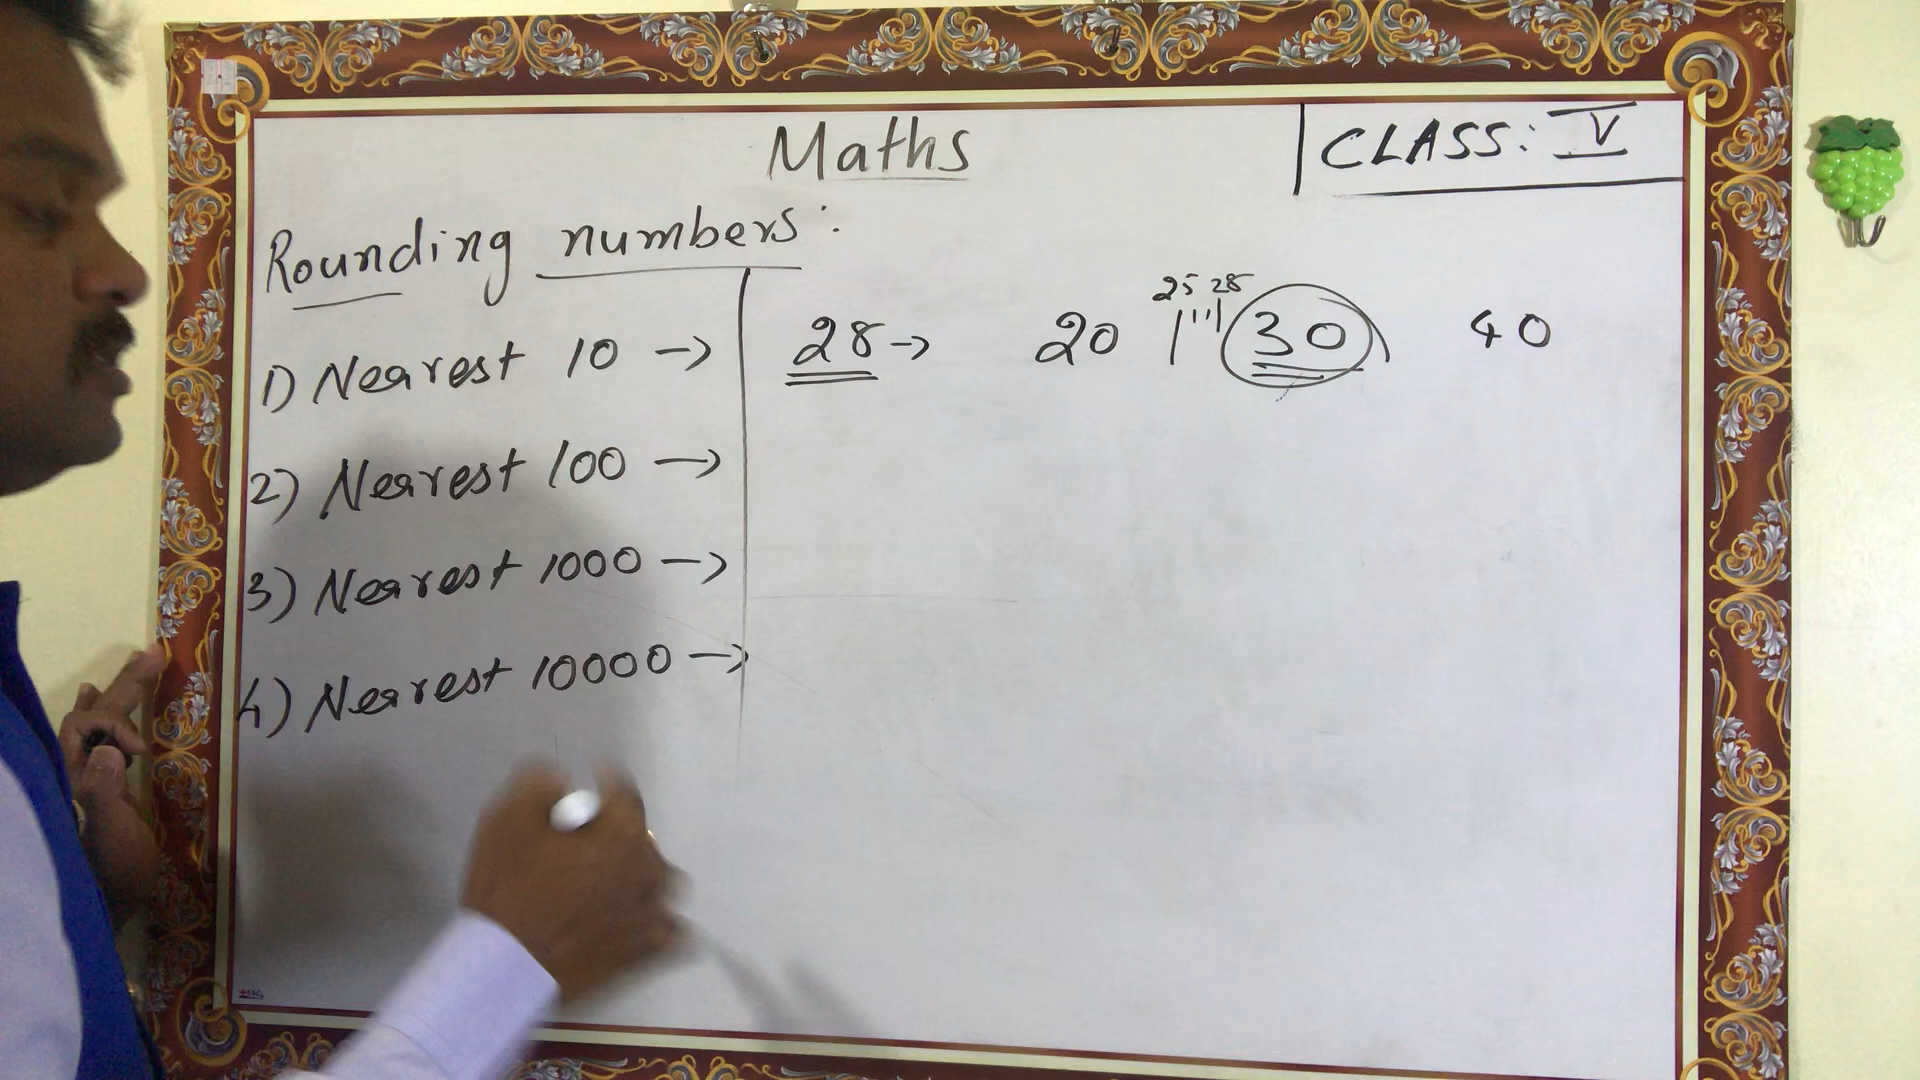 Maths
CLASS: V
Rounding numbers:
25 28
1) Nearest 10 → 28 → 20 30 40
2) Nearest 100 →
3) Nearest 1000 →
4) Nearest 10000 →